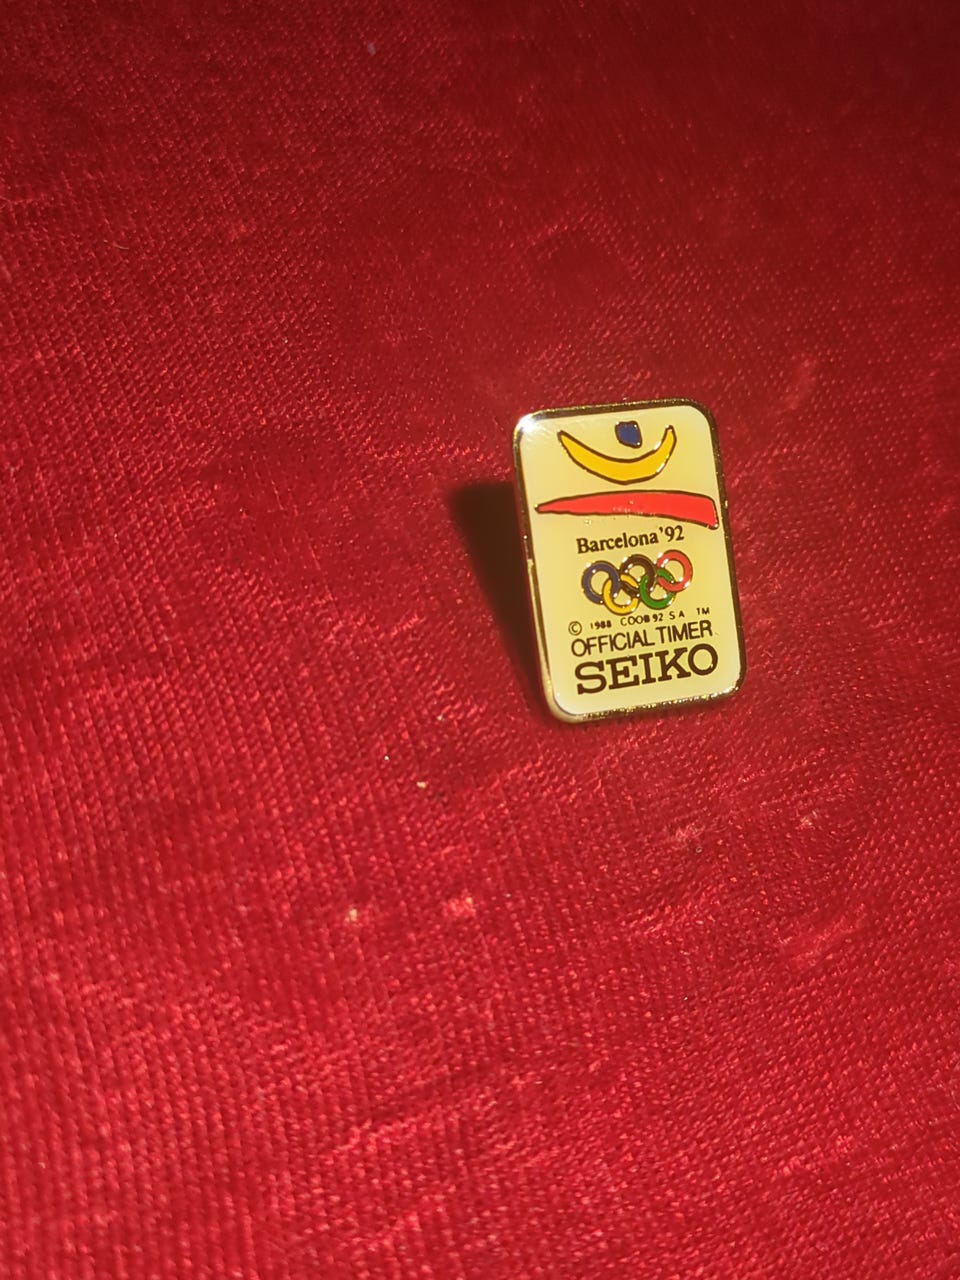 Barcelona'92
© 1988 COOB 92 S A TM
OFFICIAL TIMER
SEIKO